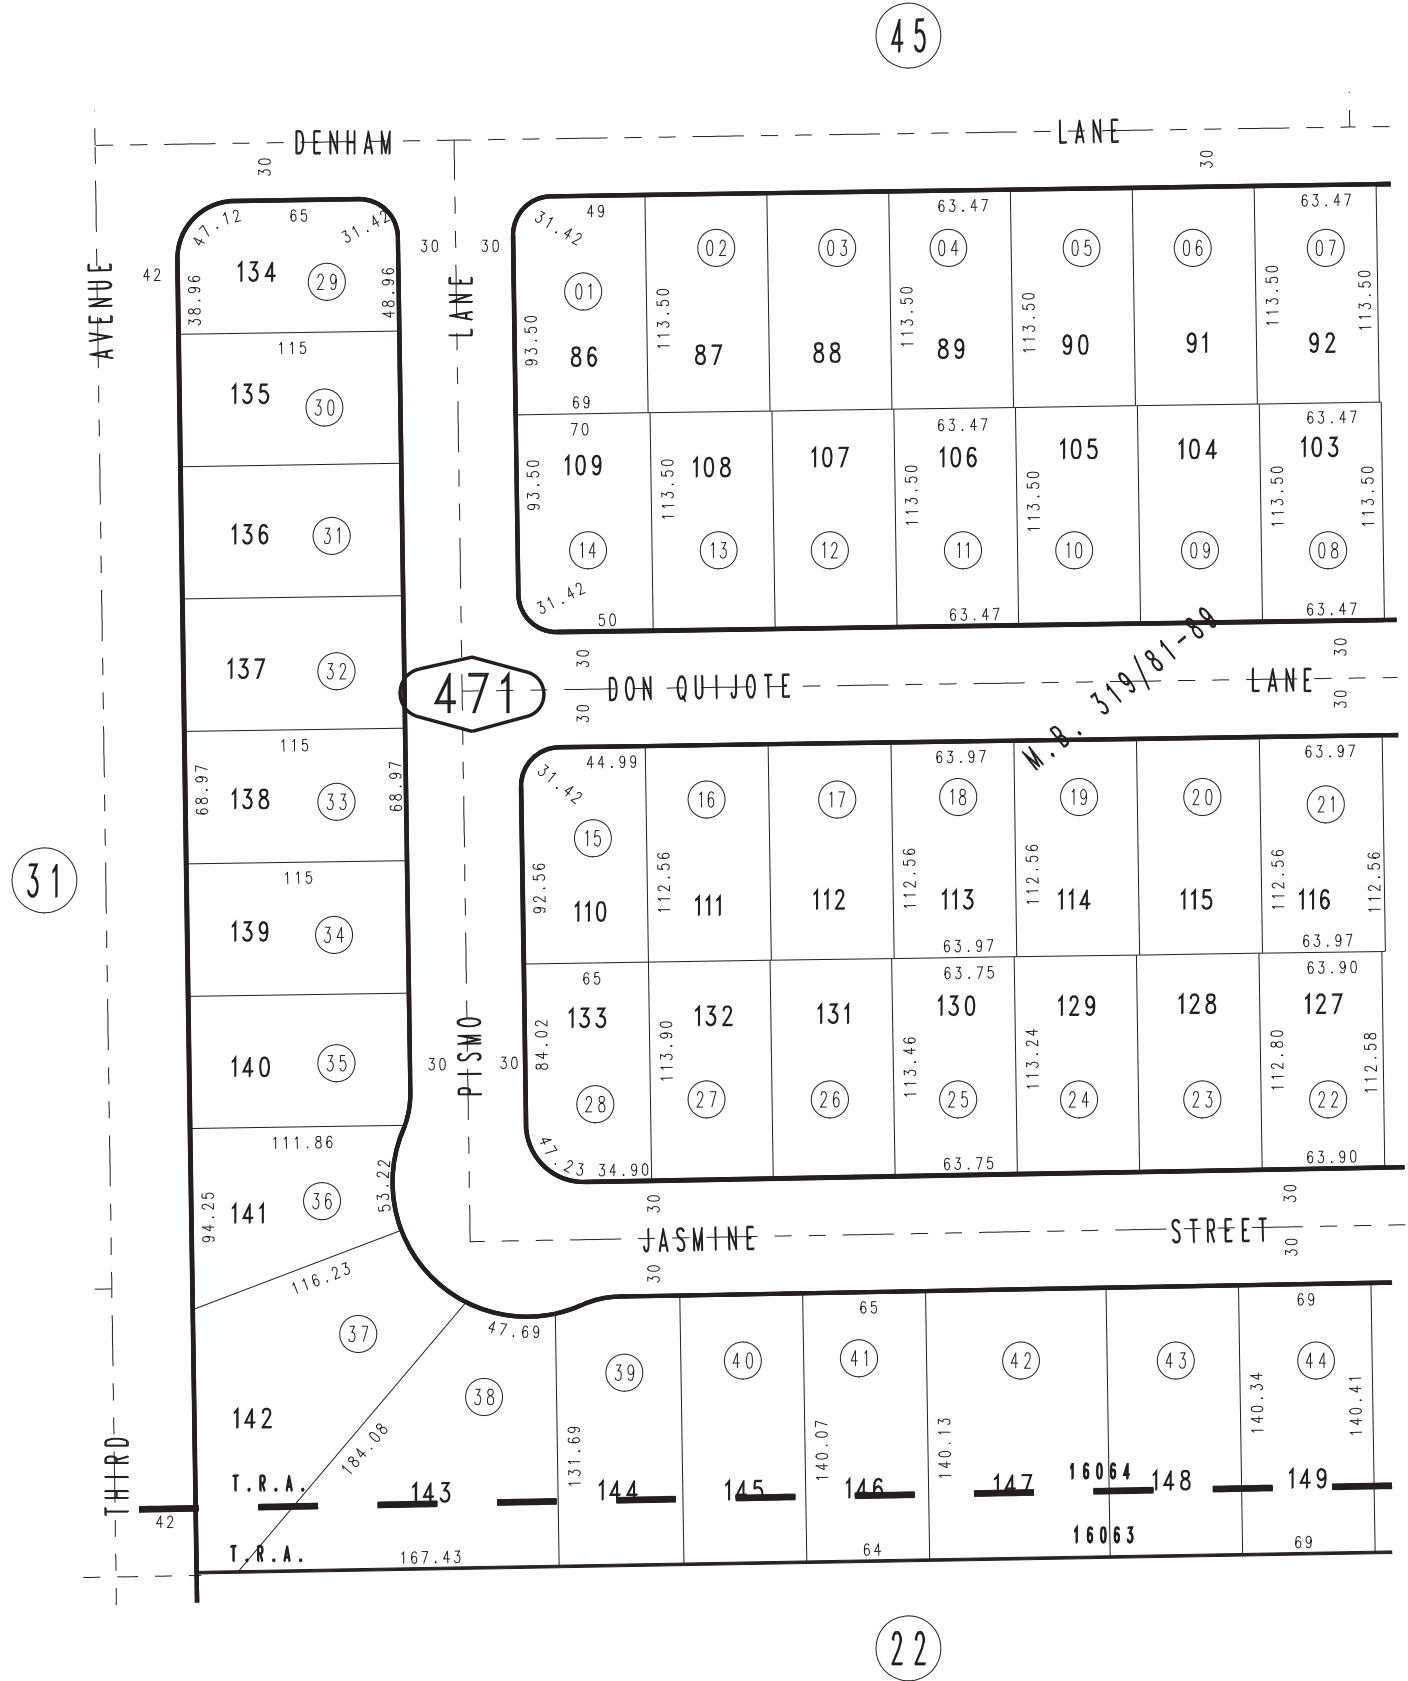 45
DENHAM LANE
30 30
47.12 65 31.42
30 30
31.42 49 63.47 63.47
02 03 04 05 06 07
42 134 29
AVENUE
LANE
38.96 48.96
01
93.50 113.50 113.50 113.50 113.50 113.50
86 87 88 89 90 91 92
115
135 30
69
70 63.47 63.47
109 108 107 106 105 104 103
93.50 113.50 113.50 113.50 113.50 113.50
136 31
14 13 12 11 10 09 08
31.42 50 63.47 63.47
M.B. 319/81-89
30 30
137 32
471
DON QUIJOTE LANE
30 30
115
31.42 44.99 63.97 63.97
68.97 138 33 68.97
16 17 18 19 20 21
15
31
115
92.56 112.56 112.56 112.56 112.56 112.56
110 111 112 113 114 115 116
139 34
63.97 63.97
65 63.75 63.90
133 132 131 130 129 128 127
PISMO
140 35
30 30
84.02 113.90 113.46 113.24 112.80 112.58
28 27 26 25 24 23 22
111.86
47.23 34.90 63.75 63.90
94.25 141 36 53.22
30 30
JASMINE STREET
30 30
116.23
47.69 65 69
37 38 39 40 41 42 43 44
142
184.08
131.69 140.07 140.13 140.34 140.41
THIRD
T.R.A. 16064
143 144 145 146 147 148 149
42
T.R.A. 16063
167.43 64 69
22